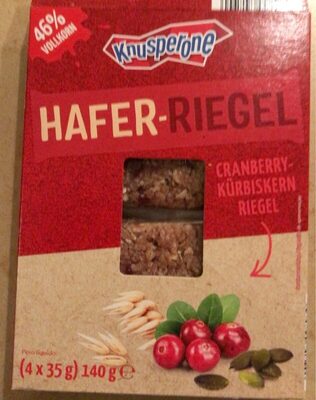 46%
VOLLKORN
Knusperone
HAFER-RIEGEL
CRANBERRY-
KÜRBISKERN
RIEGEL
(4 x 35 g) 140 g e